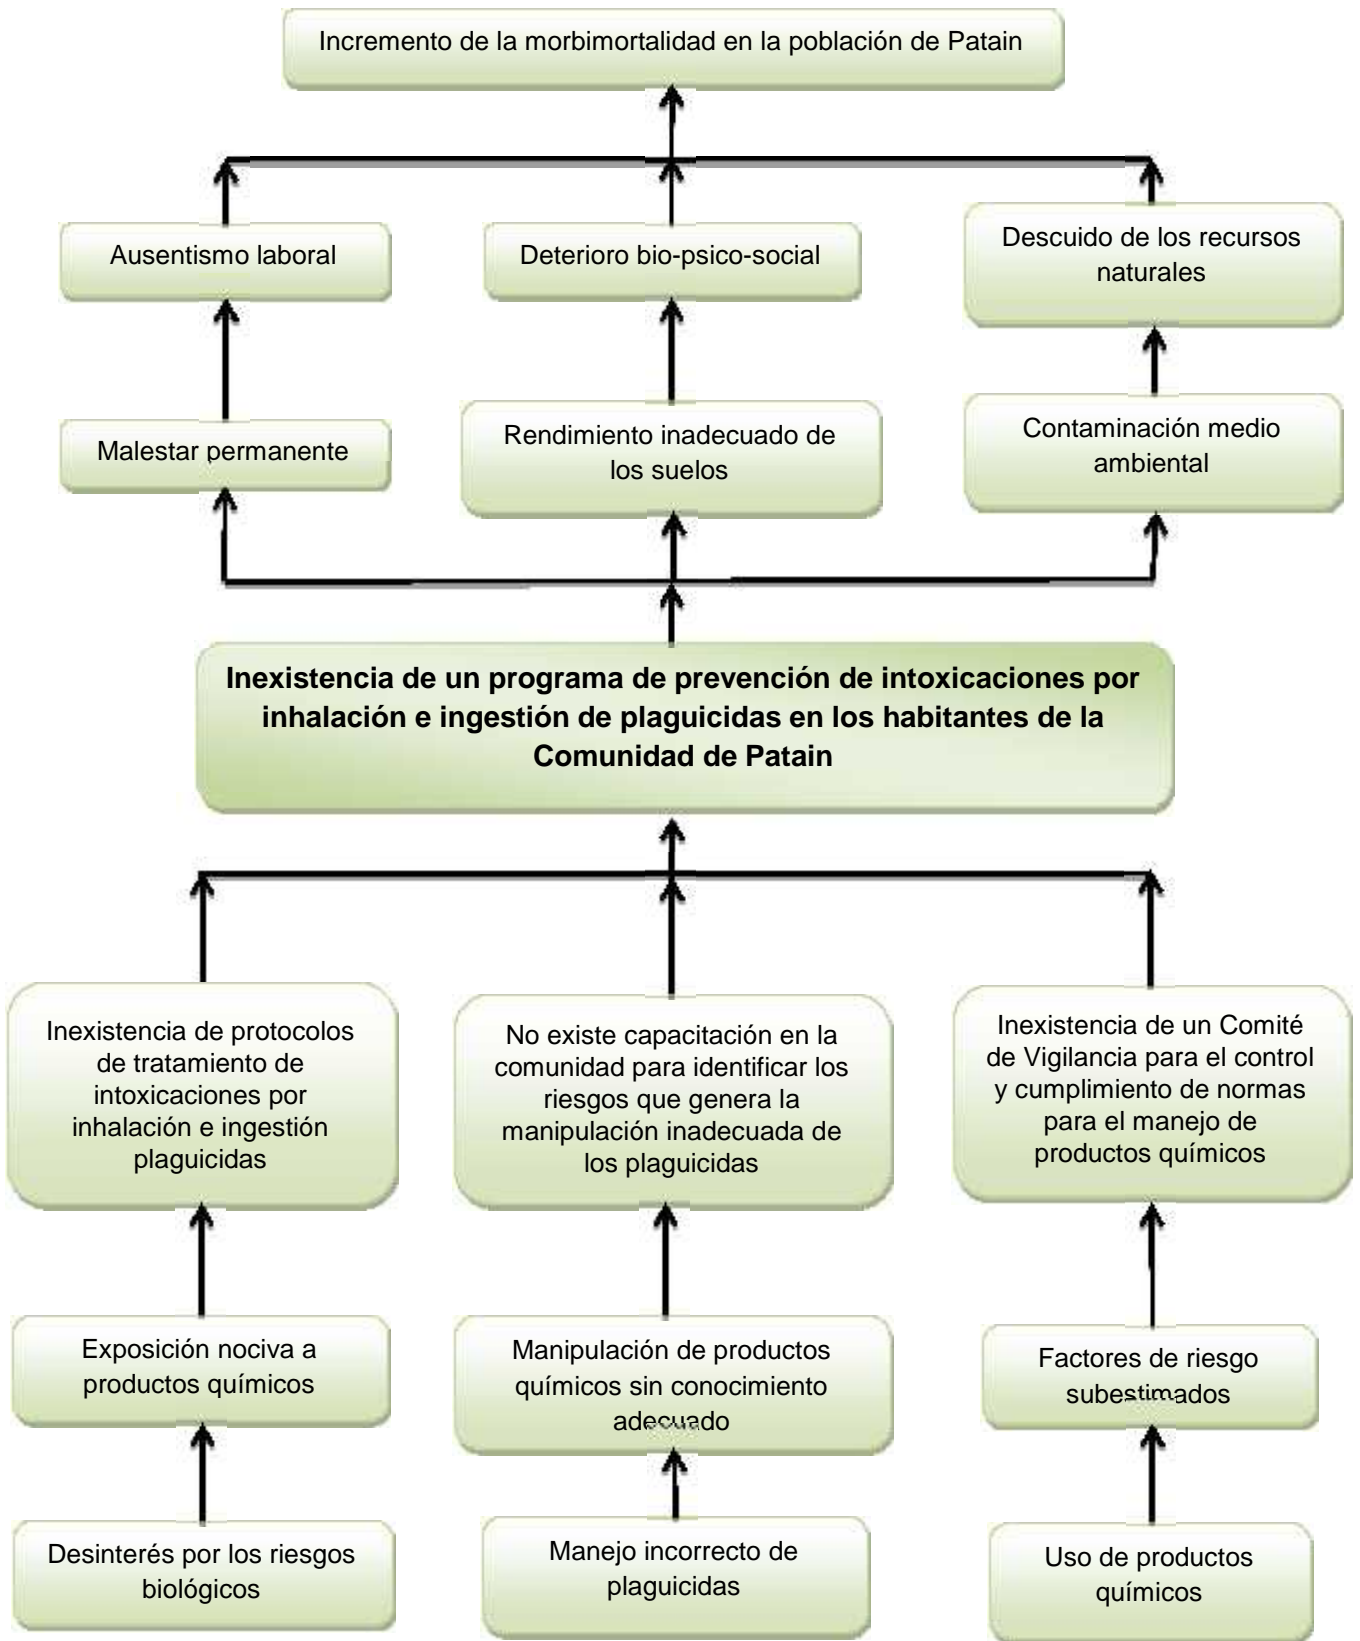 Incremento de la morbimortalidad en la población de Patain
Ausentismo laboral
Deterioro bio-psico-social
Descuido de los recursos
naturales
Malestar permanente
Rendimiento inadecuado de
los suelos
Contaminación medio
ambiental
Inexistencia de un programa de prevención de intoxicaciones por
inhalación e ingestión de plaguicidas en los habitantes de la
Comunidad de Patain
Inexistencia de protocolos
de tratamiento de
intoxicaciones por
inhalación e ingestión
plaguicidas
No existe capacitación en la
comunidad para identificar los
riesgos que genera la
manipulación inadecuada de
los plaguicidas
Inexistencia de un Comité
de Vigilancia para el control
y cumplimiento de normas
para el manejo de
productos químicos
Exposición nociva a
productos químicos
Manipulación de productos
químicos sin conocimiento
adecuado
Factores de riesgo
subestimados
Desinterés por los riesgos
biológicos
Manejo incorrecto de
plaguicidas
Uso de productos
químicos